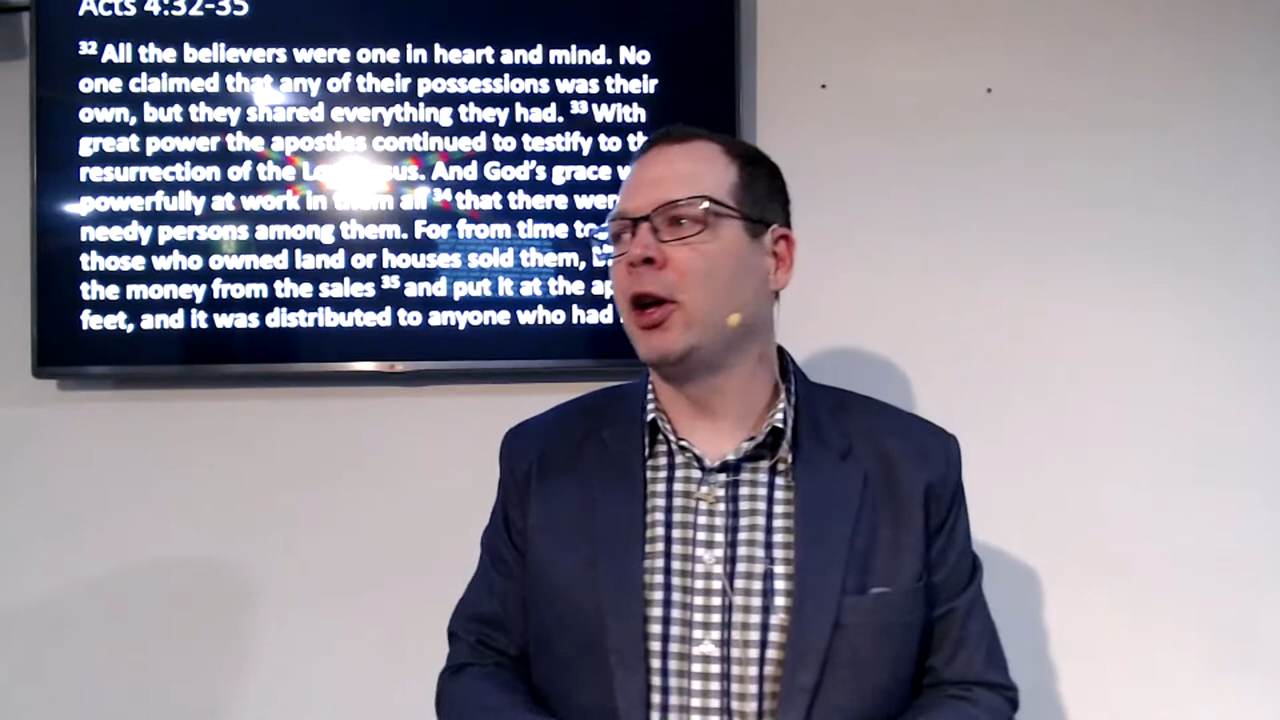 Acts 4:32-35
32 All the believers were one in heart and mind. No
one claimed that any of their possessions was their
own, but they shared everything they had. 33 With
great power the apostles continued to testify to
resurrection of the And God's grace
powerfully at work in them all 34 that there
needy persons among them. For from time
those who owned land or houses sold them,
the money from the sales 35 and put it at the
feet, and it was distributed to anyone who had